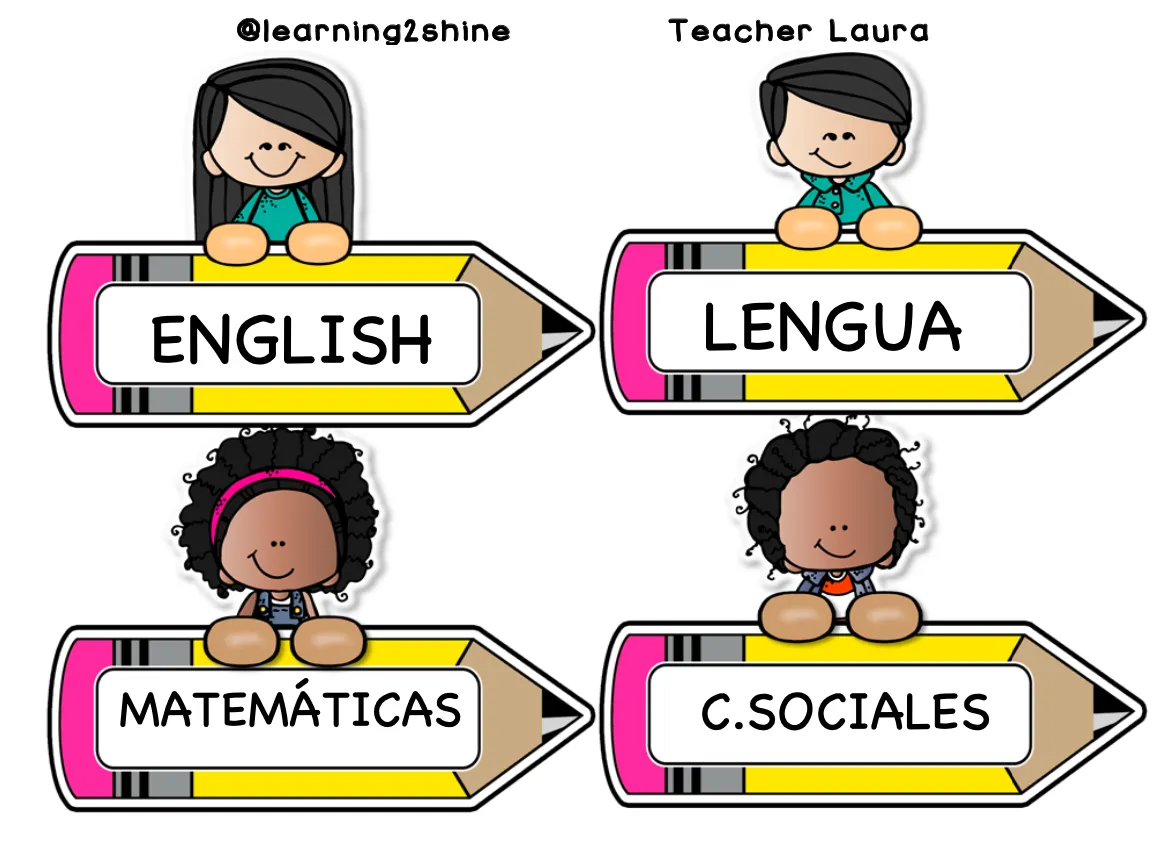 @learning2shine
Teacher Laura
ENGLISH
LENGUA
MATEMÁTICAS
C.SOCIALES